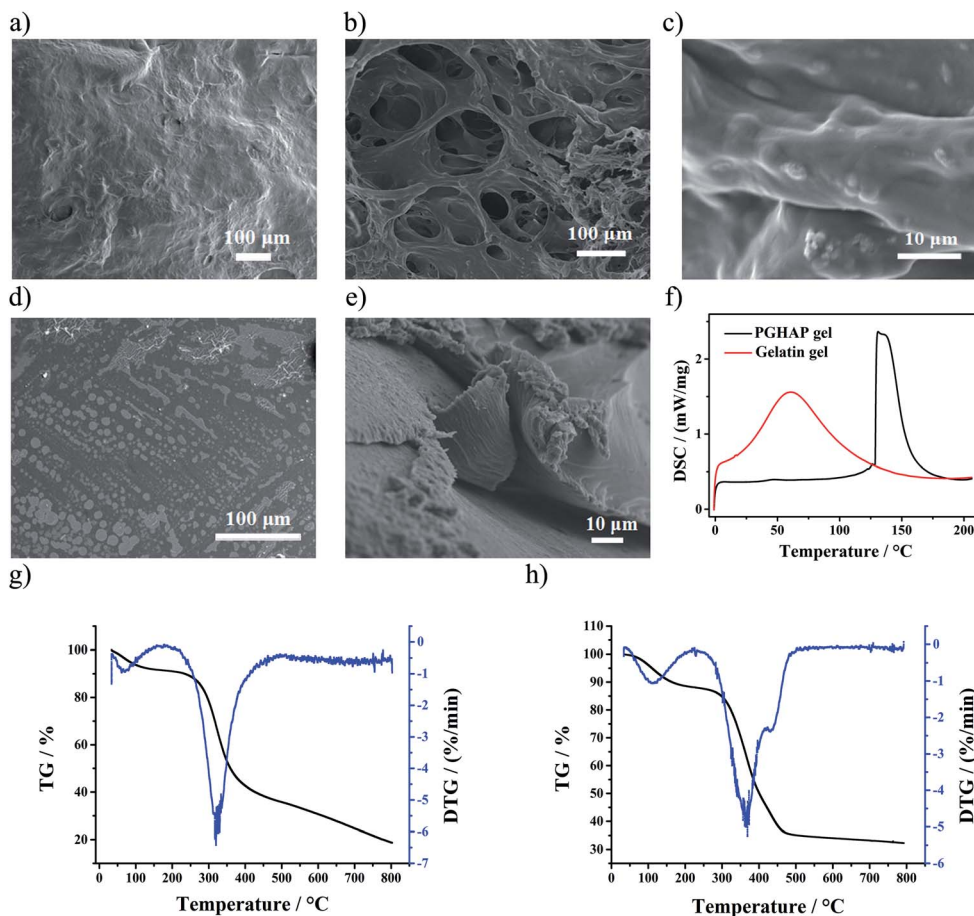 a)
b)
c)
100 µm
100 µm
10 µm
d)
e)
f)
100 µm
10 µm
PGHAP gel
Gelatin gel
DSC / (mW/mg)
2
1
0
0 50 100 150 200
Temperature / °C
g)
h)
TG / %
100
80
60
40
20
0 100 200 300 400 500 600 700 800
Temperature / °C
DTG / (%/min)
0
-1
-2
-3
-4
-5
-6
-7
TG / %
110
100
90
80
70
60
50
40
30
0 100 200 300 400 500 600 700 800
Temperature / °C
DTG / (%/min)
0
-1
-2
-3
-4
-5
-6